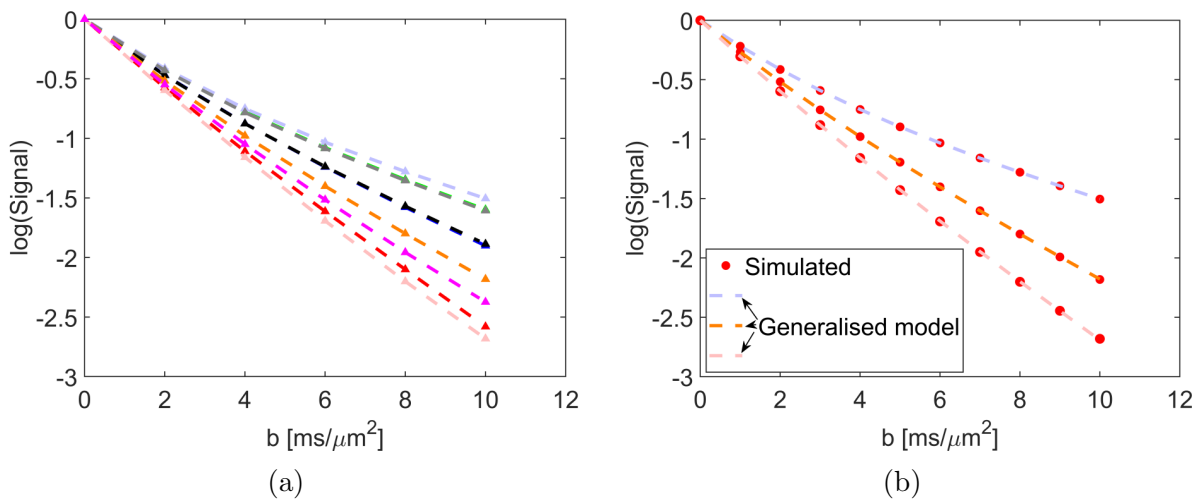 0
-0.5
-1
-1.5
-2
-2.5
-3
log(Signal)
0 2 4 6 8 10 12
b [ms/μm²]
(a)
0
-0.5
-1
-1.5
-2
-2.5
-3
log(Signal)
Simulated
Generalised model
0 2 4 6 8 10 12
b [ms/μm²]
(b)